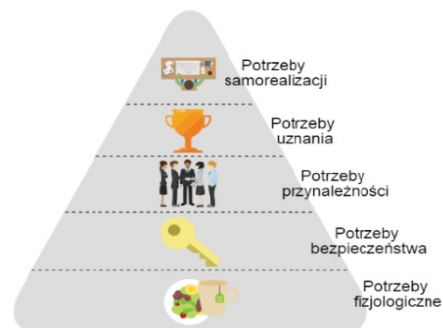 Potrzeby
samorealizacji
Potrzeby
uznania
Potrzeby
przynależności
Potrzeby
bezpieczeństwa
Potrzeby
fizjologiczne